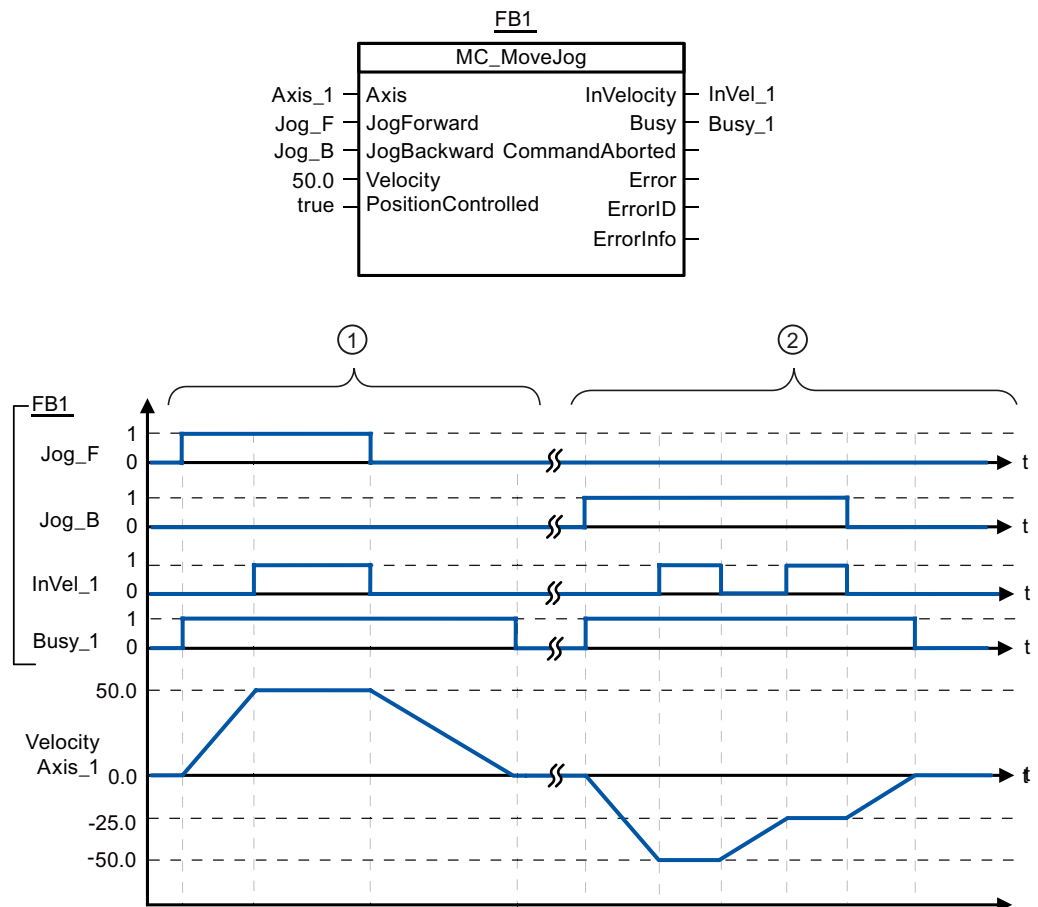 FB1
MC_MoveJog
Axis_1 Axis InVelocity InVel_1
Jog_F JogForward Busy Busy_1
Jog_B JogBackward CommandAborted
50.0 Velocity Error
true PositionControlled ErrorID
ErrorInfo
1 2
FB1
1
Jog_F 0 t
1
Jog_B 0 t
1
InVel_1 0 t
1
Busy_1 0 t
50.0
Velocity
Axis_1 0.0 t
-25.0
-50.0